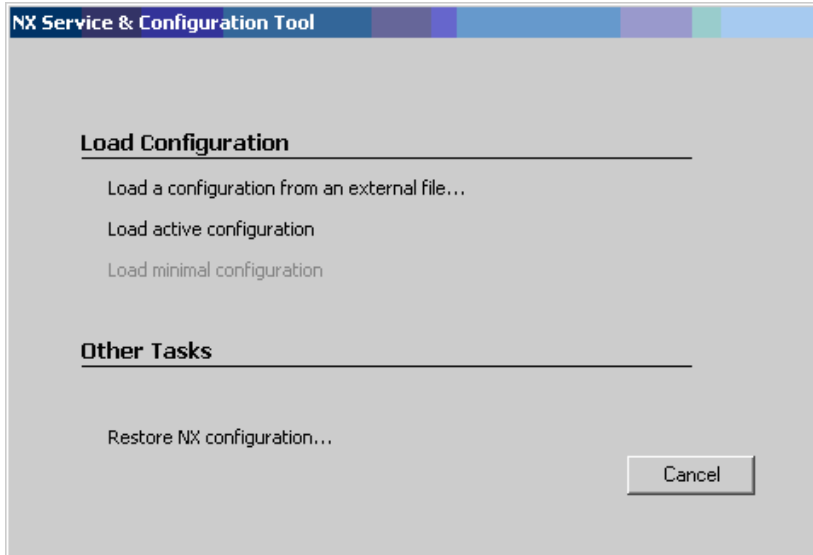 NX Service & Configuration Tool
Load Configuration
Load a configuration from an external file...
Load active configuration
Load minimal configuration
Other Tasks
Restore NX configuration...
Cancel